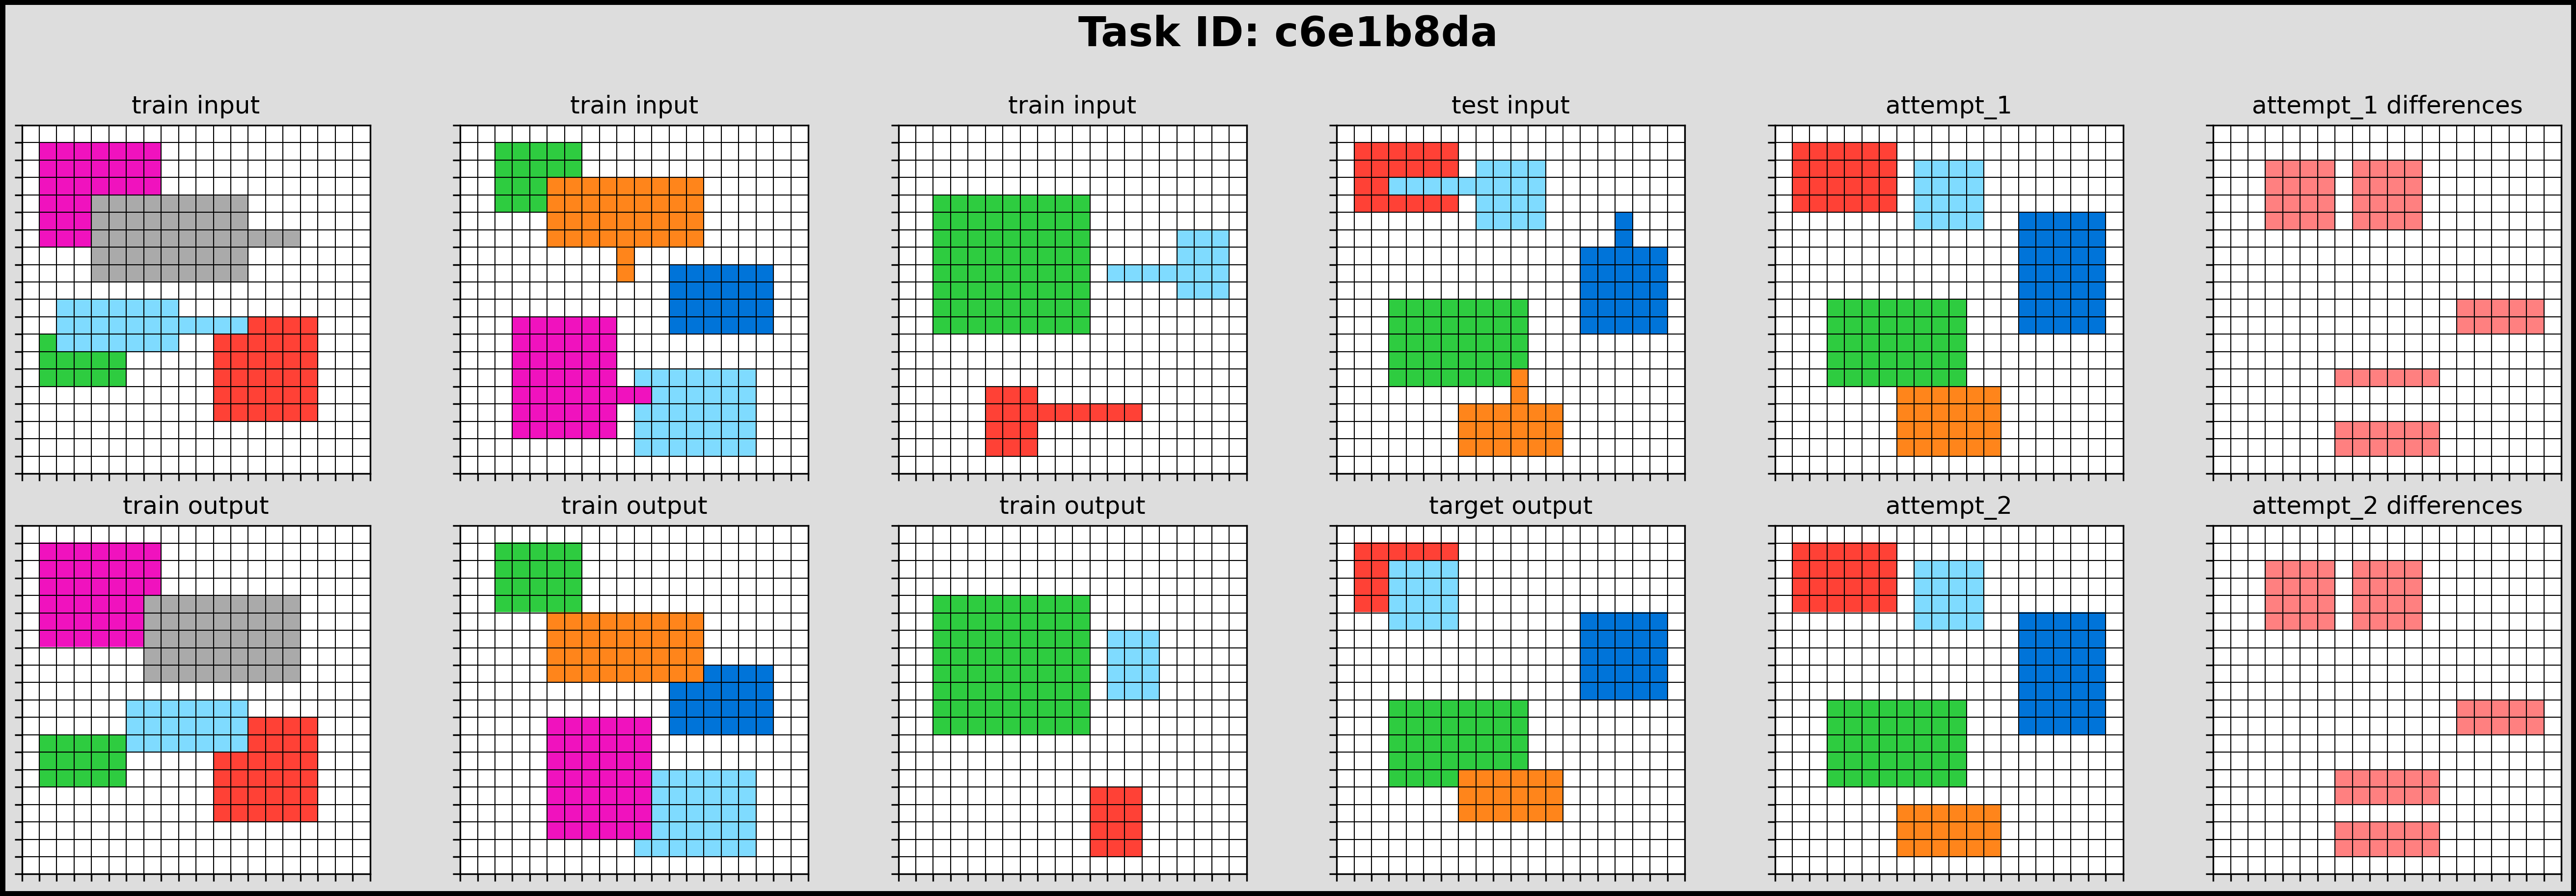 Task ID: c6e1b8da
train input
train input
train input
test input
attempt_1
attempt_1 differences
train output
train output
train output
target output
attempt_2
attempt_2 differences